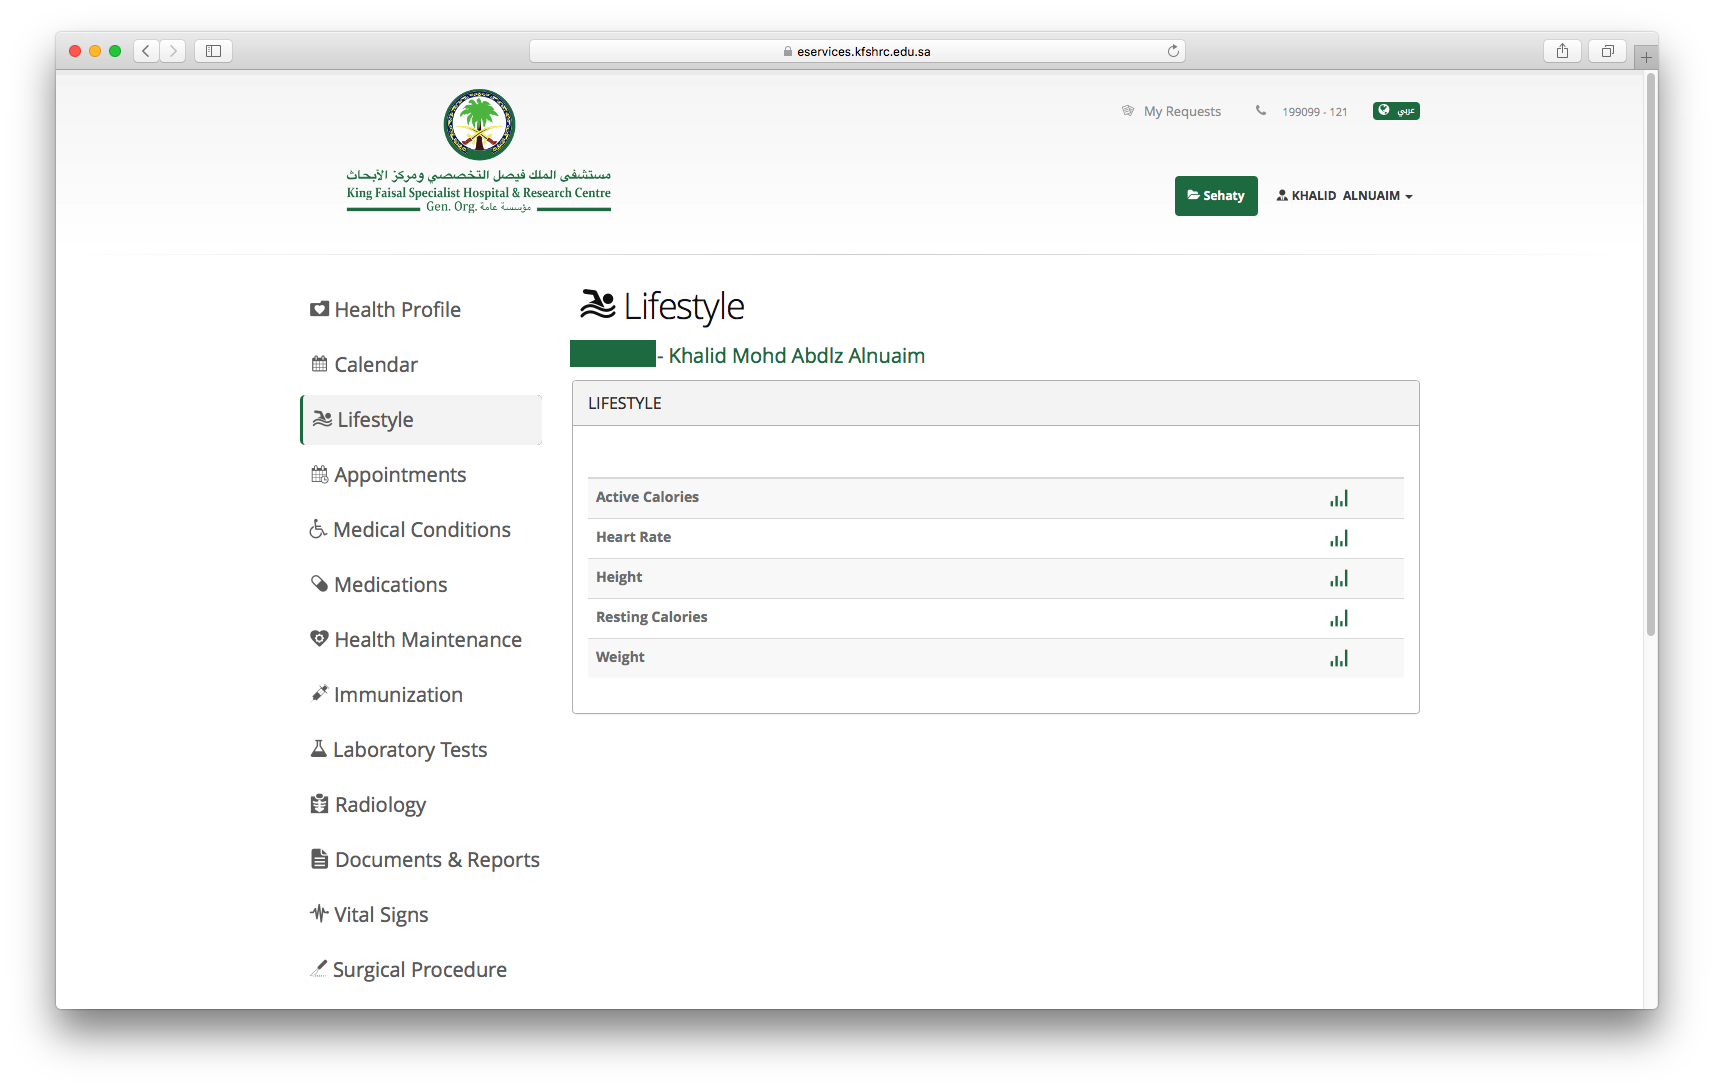 eservices.kfshrc.edu.sa
My Requests
199099 - 121
عربي
مستشفى الملك فيصل التخصصي ومركز الأبحاث
King Faisal Specialist Hospital & Research Centre
Gen. Org. مؤسسة عامة
Sehaty
KHALID ALNUAIM
Health Profile
Calendar
Lifestyle
Appointments
Medical Conditions
Medications
Health Maintenance
Immunization
Laboratory Tests
Radiology
Documents & Reports
Vital Signs
Surgical Procedure
Lifestyle
- Khalid Mohd Abdlz Alnuaim
LIFESTYLE
Active Calories
Heart Rate
Height
Resting Calories
Weight